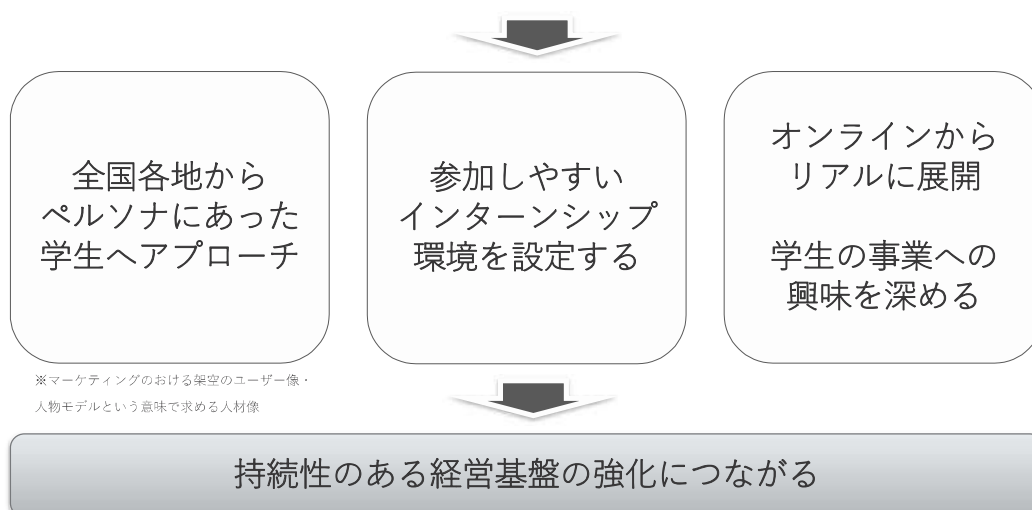 全国各地から
ペルソナにあった
学生へアプローチ
参加しやすい
インターンシップ
環境を設定する
オンラインから
リアルに展開
学生の事業への
興味を深める
※マーケティングのおける架空のユーザー像・
人物モデルという意味で求める人材像
持続性のある経営基盤の強化につながる